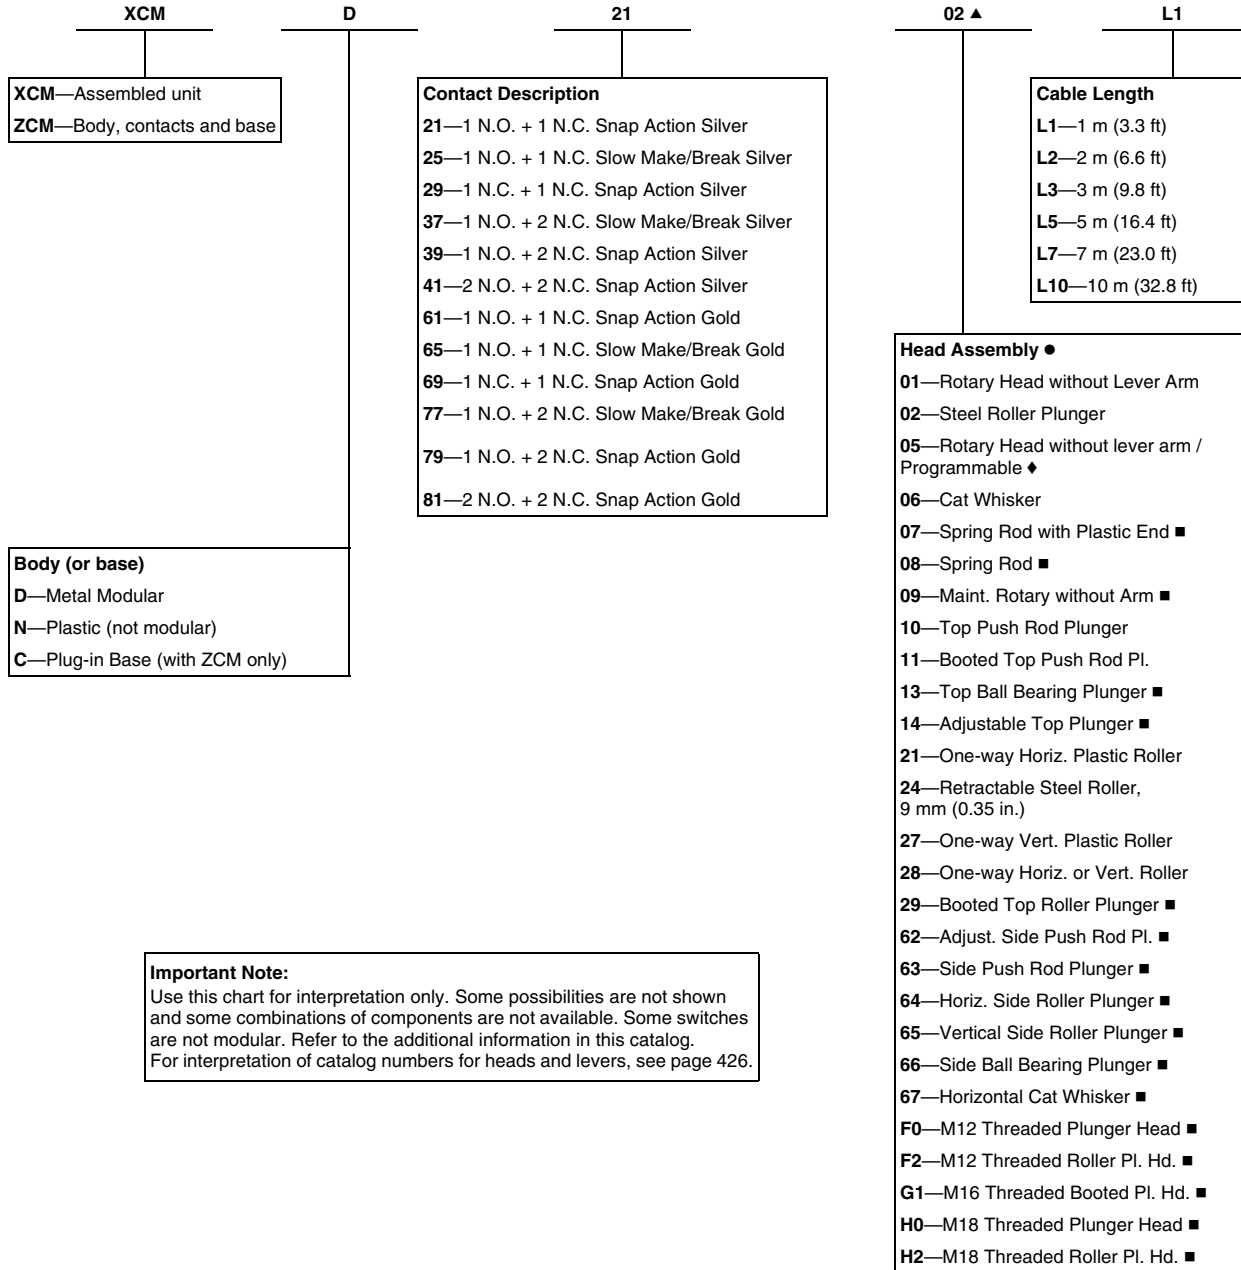 XCM D 21 02 ▲ L1
XCM—Assembled unit
ZCM—Body, contacts and base
Contact Description
21—1 N.O. + 1 N.C. Snap Action Silver
25—1 N.O. + 1 N.C. Slow Make/Break Silver
29—1 N.C. + 1 N.C. Snap Action Silver
37—1 N.O. + 2 N.C. Slow Make/Break Silver
39—1 N.O. + 2 N.C. Snap Action Silver
41—2 N.O. + 2 N.C. Snap Action Silver
61—1 N.O. + 1 N.C. Snap Action Gold
65—1 N.O. + 1 N.C. Slow Make/Break Gold
69—1 N.C. + 1 N.C. Snap Action Gold
77—1 N.O. + 2 N.C. Slow Make/Break Gold
79—1 N.O. + 2 N.C. Snap Action Gold
81—2 N.O. + 2 N.C. Snap Action Gold
Cable Length
L1—1 m (3.3 ft)
L2—2 m (6.6 ft)
L3—3 m (9.8 ft)
L5—5 m (16.4 ft)
L7—7 m (23.0 ft)
L10—10 m (32.8 ft)
Body (or base)
D—Metal Modular
N—Plastic (not modular)
C—Plug-in Base (with ZCM only)
Head Assembly ●
01—Rotary Head without Lever Arm
02—Steel Roller Plunger
05—Rotary Head without lever arm /
Programmable ♦
06—Cat Whisker
07—Spring Rod with Plastic End ■
08—Spring Rod ■
09—Maint. Rotary without Arm ■
10—Top Push Rod Plunger
11—Booted Top Push Rod Pl.
13—Top Ball Bearing Plunger ■
14—Adjustable Top Plunger ■
21—One-way Horiz. Plastic Roller
24—Retractable Steel Roller,
9 mm (0.35 in.)
27—One-way Vert. Plastic Roller
28—One-way Horiz. or Vert. Roller
29—Booted Top Roller Plunger ■
62—Adjust. Side Push Rod Pl. ■
63—Side Push Rod Plunger ■
64—Horiz. Side Roller Plunger ■
65—Vertical Side Roller Plunger ■
66—Side Ball Bearing Plunger ■
67—Horizontal Cat Whisker ■
F0—M12 Threaded Plunger Head ■
F2—M12 Threaded Roller Pl. Hd. ■
G1—M16 Threaded Booted Pl. Hd. ■
H0—M18 Threaded Plunger Head ■
H2—M18 Threaded Roller Pl. Hd. ■
Important Note:
Use this chart for interpretation only. Some possibilities are not shown
and some combinations of components are not available. Some switches
are not modular. Refer to the additional information in this catalog.
For interpretation of catalog numbers for heads and levers, see page 426.